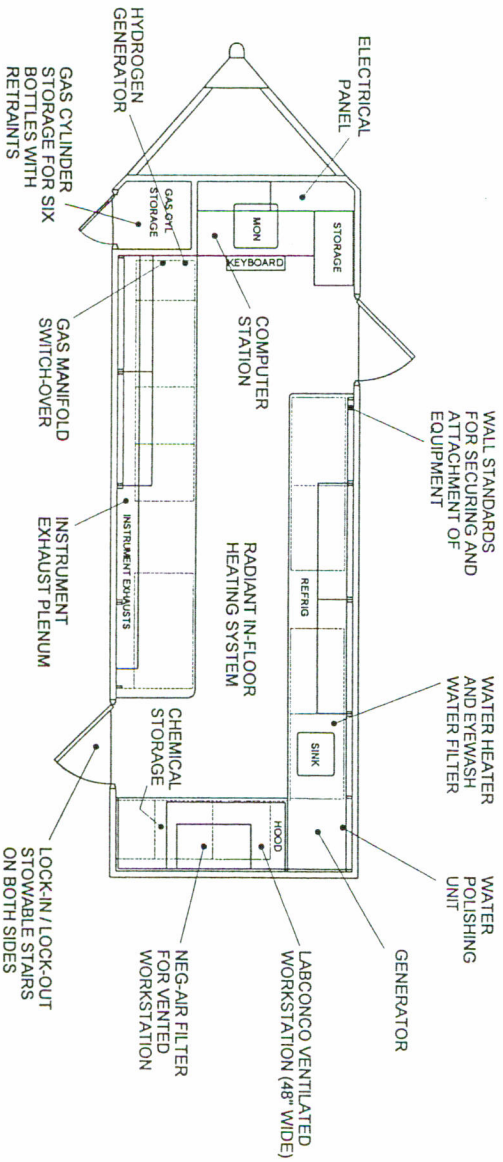 ELECTRICAL
PANEL
HYDROGEN
GENERATOR
GAS CYLINDER
STORAGE FOR SIX
BOTTLES WITH
RETRAINTS
GAS CYL
STORAGE
MON
STORAGE
KEYBOARD
COMPUTER
STATION
GAS MANIFOLD
SWITCH-OVER
WALL STANDARDS
FOR SECURING AND
ATTACHMENT OF
EQUIPMENT
INSTRUMENT EXHAUSTS
INSTRUMENT
EXHAUST PLENUM
REFRIG
RADIANT IN-FLOOR
HEATING SYSTEM
WATER HEATER
AND EYEWASH
WATER FILTER
SINK
CHEMICAL
STORAGE
HOOD
LOCK-IN / LOCK-OUT
STOWABLE STAIRS
ON BOTH SIDES
WATER
POLISHING
UNIT
GENERATOR
LABCONCO VENTILATED
WORKSTATION (48" WIDE)
NEG-AIR FILTER
FOR VENTED
WORKSTATION